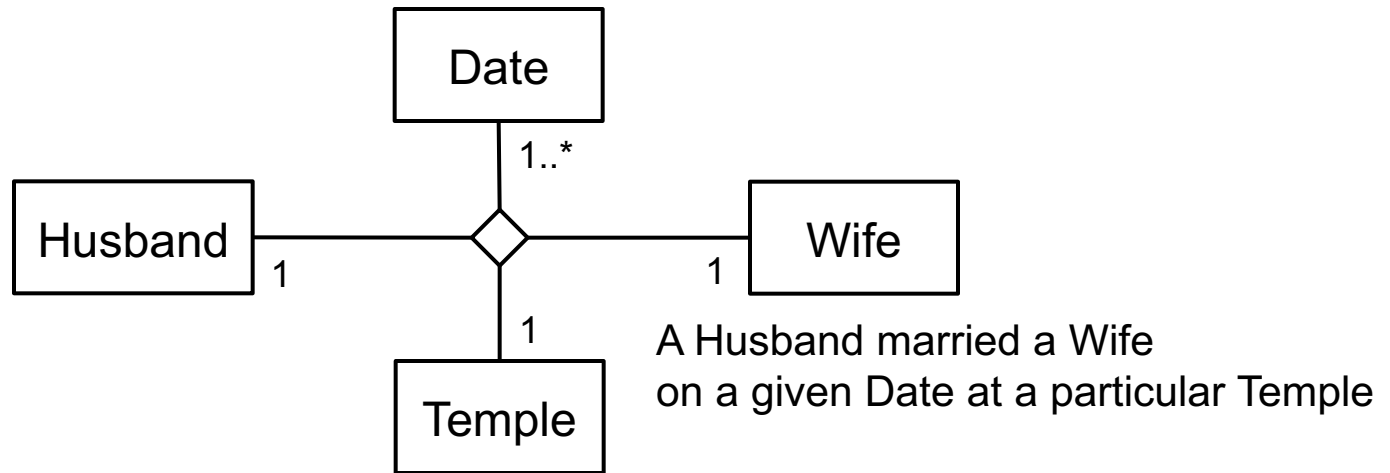 Date
1..*
Husband
Wife
1
1
1
Temple
A Husband married a Wife
on a given Date at a particular Temple